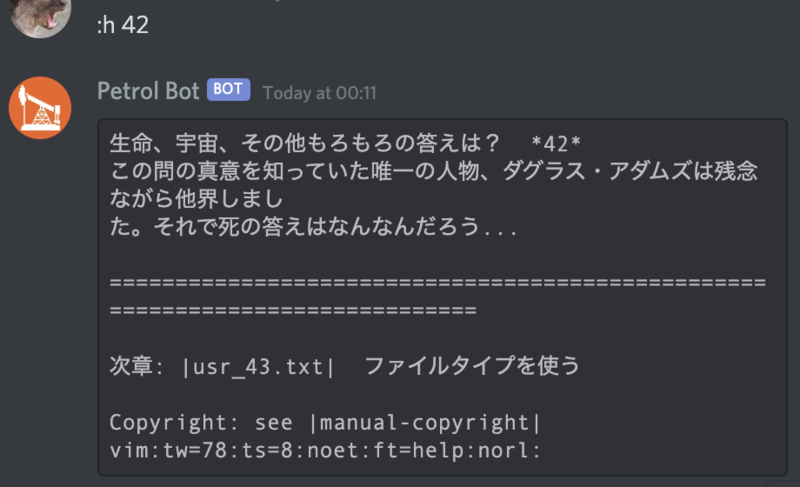 :h 42
Petrol Bot BOT Today at 00:11
生命、宇宙、その他もろもろの答えは？ *42*
この問の真意を知っていた唯一の人物、ダグラス・アダムズは残念
ながら他界しまし
た。それで死の答えはなんなんだろう...
==================================================
============================
次章: |usr_43.txt| ファイルタイプを使う
Copyright: see |manual-copyright|
vim:tw=78:ts=8:noet:ft=help:norl: